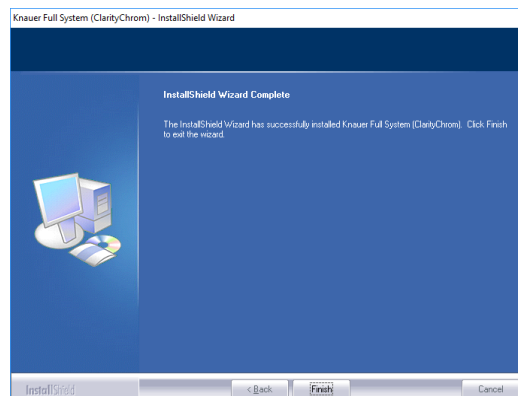 Knauer Full System (ClarityChrom) - InstallShield Wizard
InstallShield Wizard Complete
The InstallShield Wizard has successfully installed Knauer Full System (ClarityChrom). Click Finish
to exit the wizard.
InstallShield
< Back
Finish
Cancel